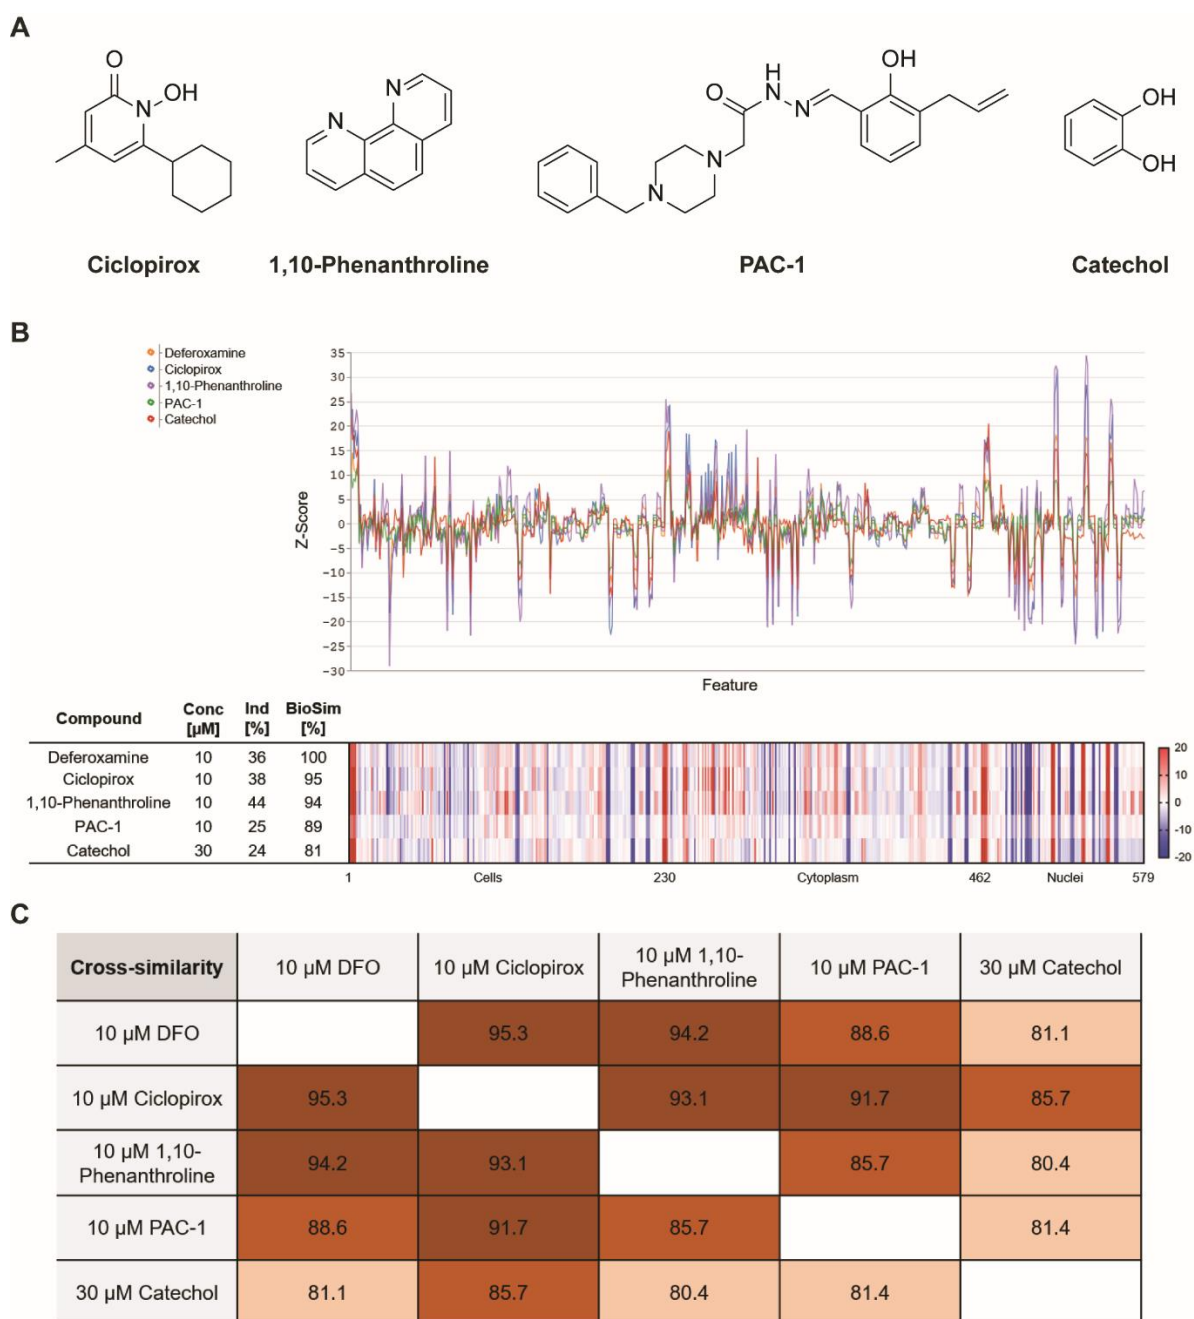 A
O
N
OH
N
N
O
H
N
N
OH
N
N
OH
OH
Ciclopirox
1,10-Phenanthroline
PAC-1
Catechol
B
Deferoxamine
Ciclopirox
1,10-Phenanthroline
PAC-1
Catechol
Z-Score
35
30
25
20
15
10
5
0
-5
-10
-15
-20
-25
-30
Feature
Compound Conc [µM] Ind [%] BioSim [%]
Deferoxamine 10 36 100
Ciclopirox 10 38 95
1,10-Phenanthroline 10 44 94
PAC-1 10 25 89
Catechol 30 24 81
20
10
0
-10
-20
1 Cells 230 Cytoplasm 462 Nuclei 579
C
Cross-similarity 10 µM DFO 10 µM Ciclopirox 10 µM 1,10-Phenanthroline 10 µM PAC-1 30 µM Catechol
10 µM DFO 95.3 94.2 88.6 81.1
10 µM Ciclopirox 95.3 93.1 91.7 85.7
10 µM 1,10-Phenanthroline 94.2 93.1 85.7 80.4
10 µM PAC-1 88.6 91.7 85.7 81.4
30 µM Catechol 81.1 85.7 80.4 81.4